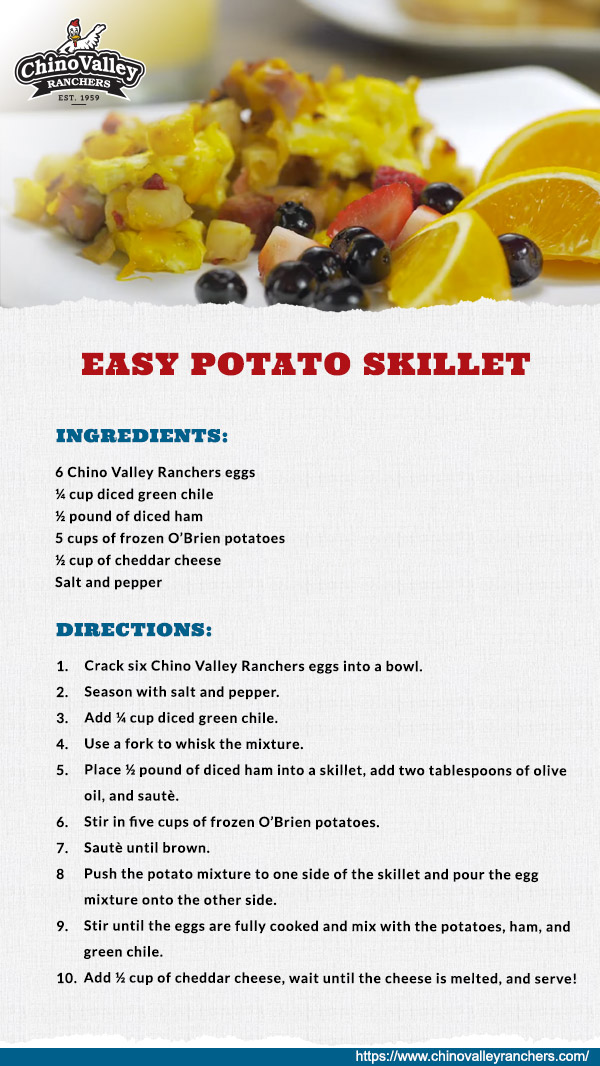 Chino Valley
RANCHERS
EST. 1959
EASY POTATO SKILLET
INGREDIENTS:
6 Chino Valley Ranchers eggs
¼ cup diced green chile
½ pound of diced ham
5 cups of frozen O’Brien potatoes
½ cup of cheddar cheese
Salt and pepper
DIRECTIONS:
1. Crack six Chino Valley Ranchers eggs into a bowl.
2. Season with salt and pepper.
3. Add ¼ cup diced green chile.
4. Use a fork to whisk the mixture.
5. Place ½ pound of diced ham into a skillet, add two tablespoons of olive
oil, and sautè.
6. Stir in five cups of frozen O’Brien potatoes.
7. Sautè until brown.
8 Push the potato mixture to one side of the skillet and pour the egg
mixture onto the other side.
9. Stir until the eggs are fully cooked and mix with the potatoes, ham, and
green chile.
10. Add ½ cup of cheddar cheese, wait until the cheese is melted, and serve!
https://www.chinovalleyranchers.com/